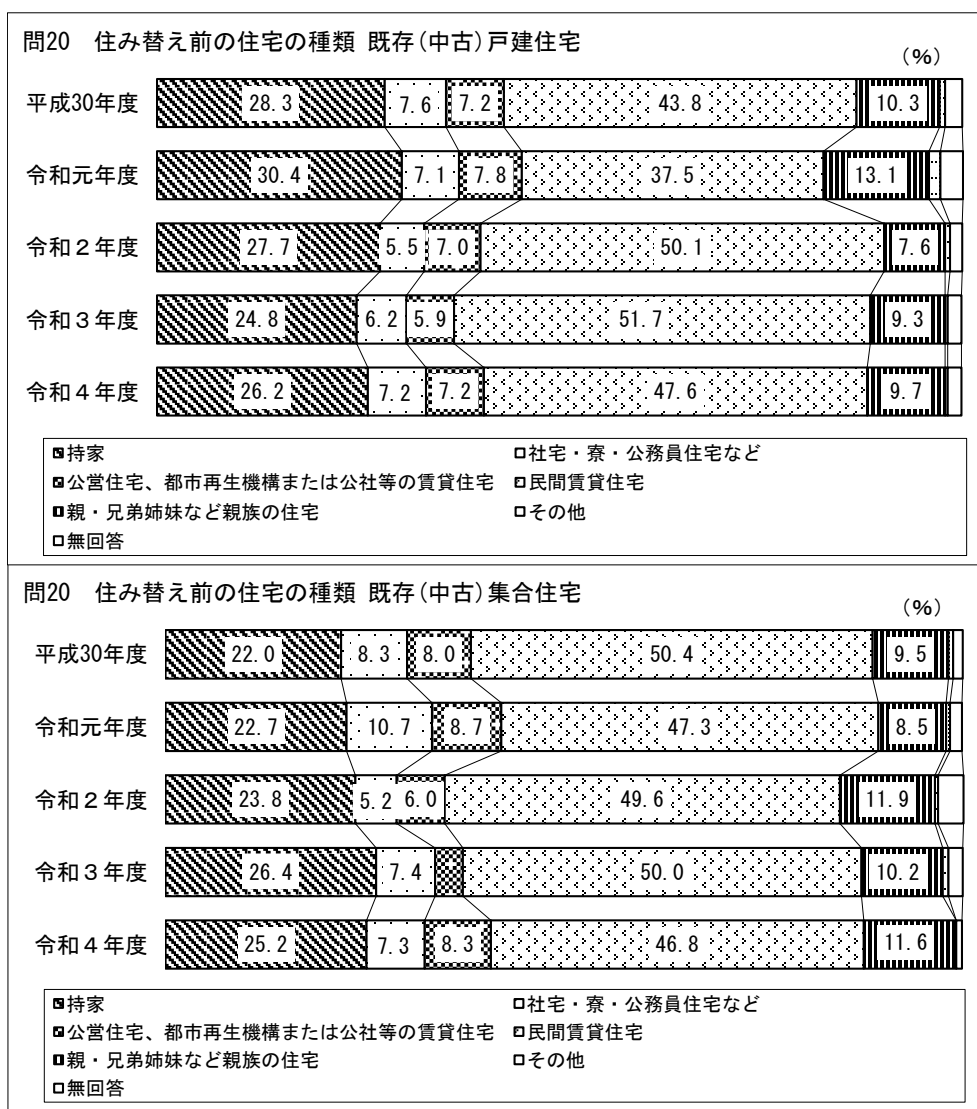 問20 住み替え前の住宅の種類 既存(中古)戸建住宅
(%)
平成30年度 28.3 7.6 7.2 43.8 10.3
令和元年度 30.4 7.1 7.8 37.5 13.1
令和２年度 27.7 5.5 7.0 50.1 7.6
令和３年度 24.8 6.2 5.9 51.7 9.3
令和４年度 26.2 7.2 7.2 47.6 9.7
持家 社宅・寮・公務員住宅など
公営住宅、都市再生機構または公社等の賃貸住宅 民間賃貸住宅
親・兄弟姉妹など親族の住宅 その他
無回答
問20 住み替え前の住宅の種類 既存(中古)集合住宅
(%)
平成30年度 22.0 8.3 8.0 50.4 9.5
令和元年度 22.7 10.7 8.7 47.3 8.5
令和２年度 23.8 5.2 6.0 49.6 11.9
令和３年度 26.4 7.4 50.0 10.2
令和４年度 25.2 7.3 8.3 46.8 11.6
持家 社宅・寮・公務員住宅など
公営住宅、都市再生機構または公社等の賃貸住宅 民間賃貸住宅
親・兄弟姉妹など親族の住宅 その他
無回答